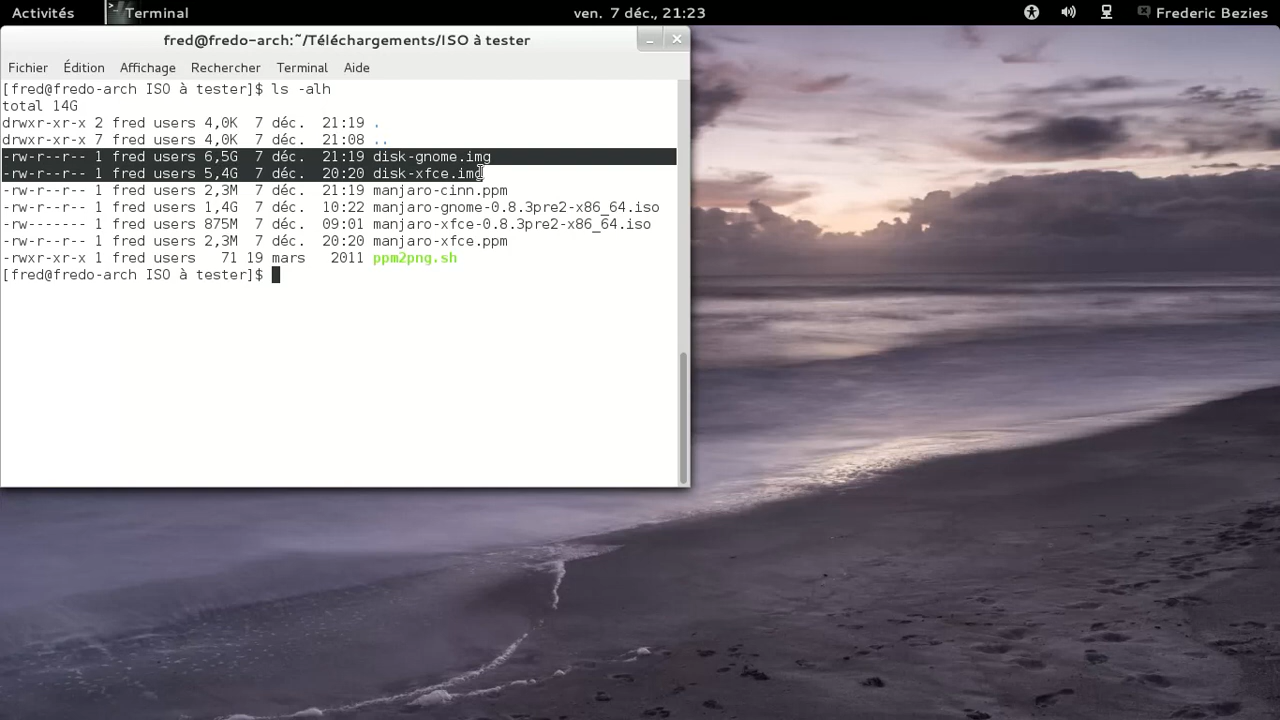 Activités Terminal ven. 7 déc., 21:23 Frederic Bezies
fred@fredo-arch:~/Téléchargements/ISO à tester
Fichier Édition Affichage Rechercher Terminal Aide
[fred@fredo-arch ISO à tester]$ ls -alh
total 14G
drwxr-xr-x 2 fred users 4,0K  7 déc.  21:19 .
drwxr-xr-x 7 fred users 4,0K  7 déc.  21:08 ..
-rw-r--r-- 1 fred users 6,5G  7 déc.  21:19 disk-gnome.img
-rw-r--r-- 1 fred users 5,4G  7 déc.  20:20 disk-xfce.img
-rw-r--r-- 1 fred users 2,3M  7 déc.  21:19 manjaro-cinn.ppm
-rw-r--r-- 1 fred users 1,4G  7 déc.  10:22 manjaro-gnome-0.8.3pre2-x86_64.iso
-rw------- 1 fred users 875M  7 déc.  09:01 manjaro-xfce-0.8.3pre2-x86_64.iso
-rw-r--r-- 1 fred users 2,3M  7 déc.  20:20 manjaro-xfce.ppm
-rwxr-xr-x 1 fred users   71 19 mars   2011 ppm2png.sh
[fred@fredo-arch ISO à tester]$